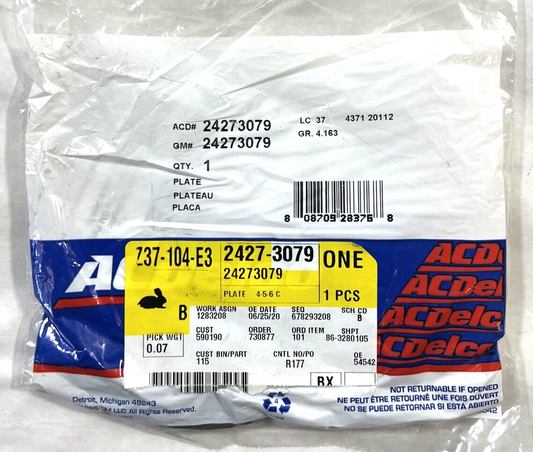 ACD# 24273079
LC 37 4371 20112
GM# 24273079
GR. 4.163
QTY. 1
PLATE
PLATEAU
PLACA
8 08709 28376 8
Z37-104-E3
2427-3079
24273079
ONE
PLATE 4-5-6 C
1 PCS
B
WORK ASGN
1283208
OE DATE
06/25/20
SEQ
678293208
SCH CD
B
PICK WGT
0.07
CUST
590190
ORDER
730877
ORD ITEM
101
SHPT
86-3280105
CUST BIN/PART
115
CNTL NO/PO
R177
OE
54542
BX
ACDelco
ACDelco
ACDelco
ACDelco
4
Detroit, Michigan 48243
GM LLC All Rights Reserved.
NOT RETURNABLE IF OPENED
NE PEUT ÊTRE RETOURNÉ UNE FOIS OUVERT
NO SE PUEDE RETORNAR SI ESTÁ ABIERTO